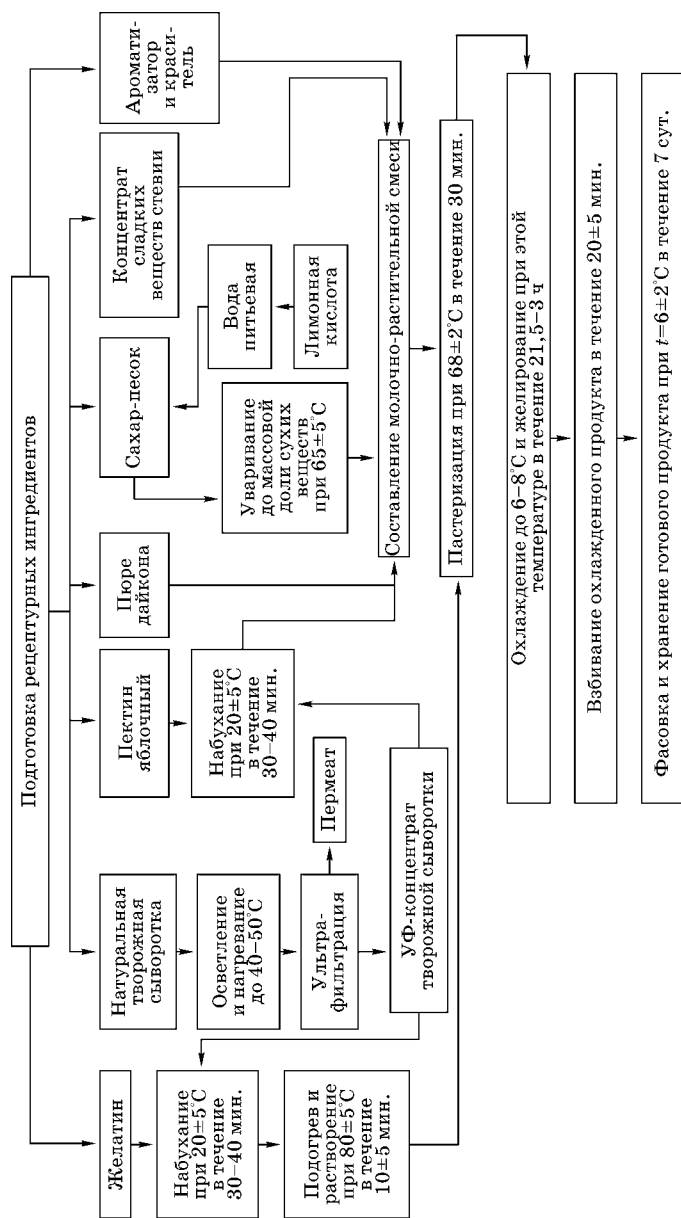 Подготовка рецептурных ингредиентов
Желатин
Натуральная
творожная
сыворотка
Пектин
яблочный
Пюре
дайкона
Сахар-песок
Концентрат
сладких
веществ стевии
Аромати-
затор
и краси-
тель
Набухание
при 20±5°С
в течение
30–40 мин.
Осветление
и нагревание
до 40–50°С
Набухание
при 20±5°С
в течение
30–40 мин.
Уваривание
до массовой
доли сухих
веществ
при 65±5°С
Вода
питьевая
Лимонная
кислота
Подогрев и
растворение
при 80±5°С
в течение
10±5 мин.
Ультра-
фильтрация
Пермеат
УФ-концентрат
творожной сыворотки
Составление молочно-растительной смеси
Пастеризация при 68±2°С в течение 30 мин.
Охлаждение до 6–8°С и желирование при этой
температуре в течение 21,5–3 ч
Взбивание охлажденного продукта в течение 20±5 мин.
Фасовка и хранение готового продукта при t=6±2°С в течение 7 сут.